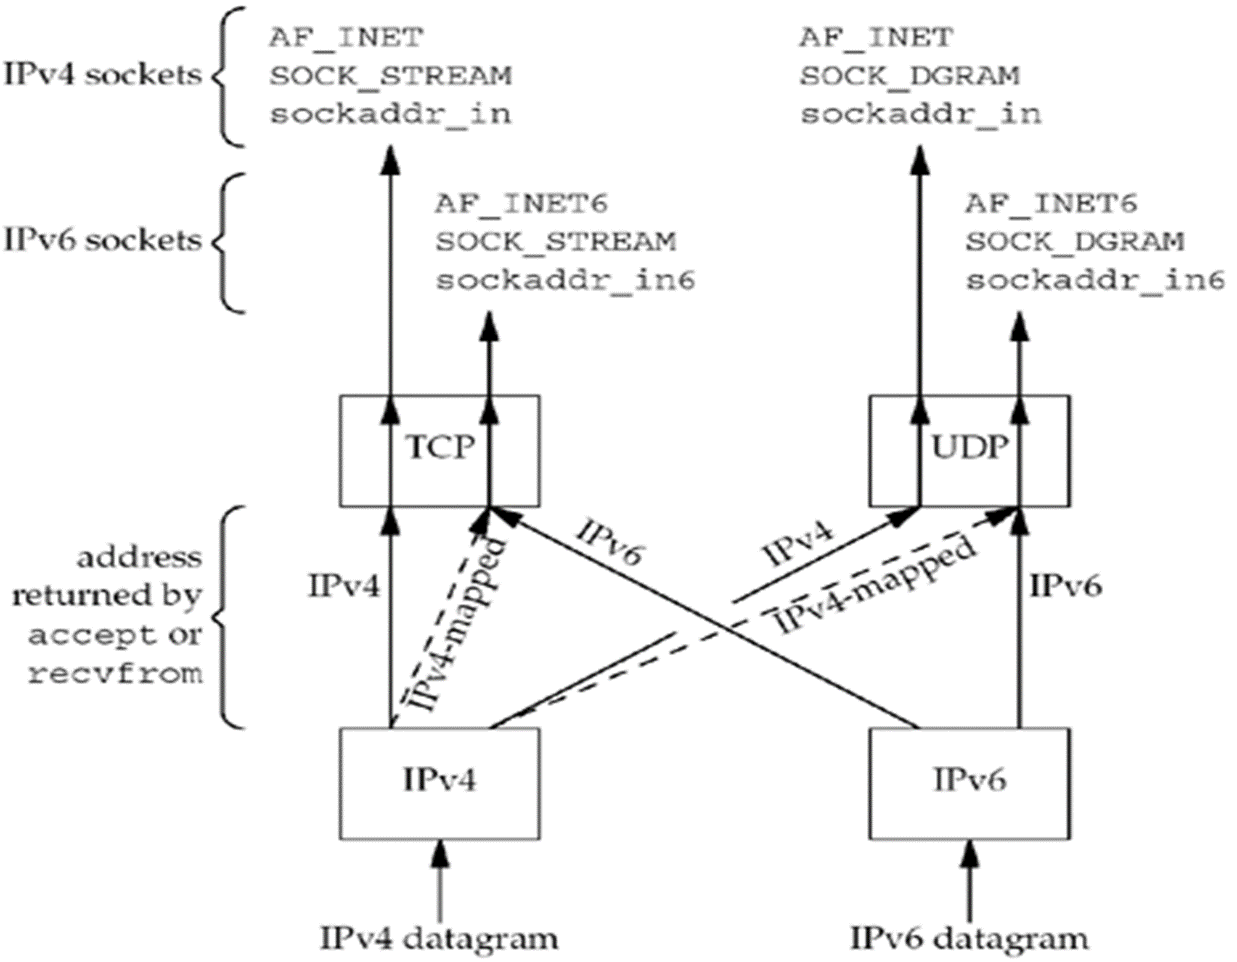 IPv4 sockets
AF_INET
SOCK_STREAM
sockaddr_in
AF_INET
SOCK_DGRAM
sockaddr_in
IPv6 sockets
AF_INET6
SOCK_STREAM
sockaddr_in6
AF_INET6
SOCK_DGRAM
sockaddr_in6
TCP
UDP
address
returned by
accept or
recvfrom
IPv4
IPv4-mapped
IPv6
IPv4
IPv4-mapped
IPv6
IPv4
IPv6
IPv4 datagram
IPv6 datagram